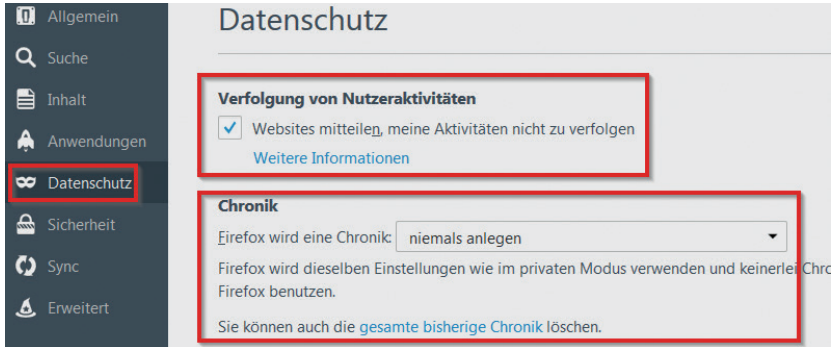 Allgemein
Suche
Inhalt
Anwendungen
Datenschutz
Sicherheit
Sync
Erweitert
Datenschutz
Verfolgung von Nutzeraktivitäten
Websites mitteilen, meine Aktivitäten nicht zu verfolgen
Weitere Informationen
Chronik
Firefox wird eine Chronik: niemals anlegen
Firefox wird dieselben Einstellungen wie im privaten Modus verwenden und keinerlei Chro
Firefox benutzen.
Sie können auch die gesamte bisherige Chronik löschen.